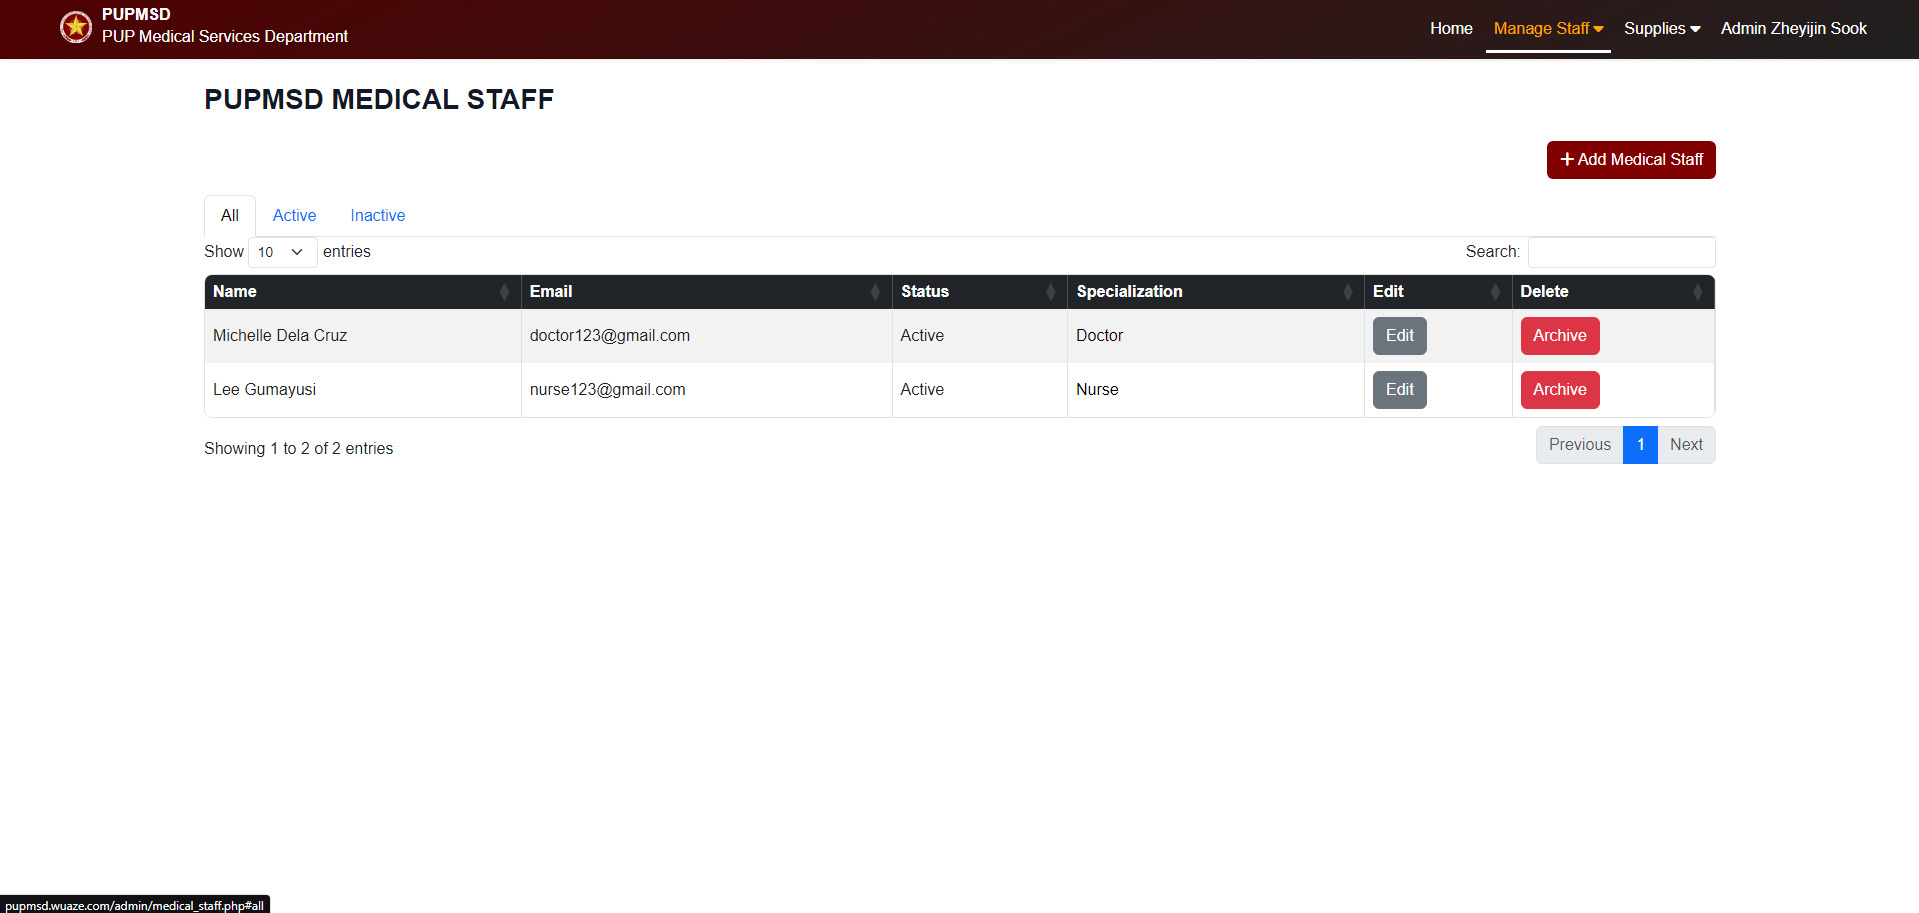 PUPMSD
PUP Medical Services Department
Home Manage Staff Supplies Admin Zheyijin Sook
PUPMSD MEDICAL STAFF
+ Add Medical Staff
All Active Inactive
Show 10 entries Search:
Name Email Status Specialization Edit Delete
Michelle Dela Cruz doctor123@gmail.com Active Doctor Edit Archive
Lee Gumayusi nurse123@gmail.com Active Nurse Edit Archive
Showing 1 to 2 of 2 entries Previous 1 Next
pupmsd.wuaze.com/admin/medical_staff.php#all